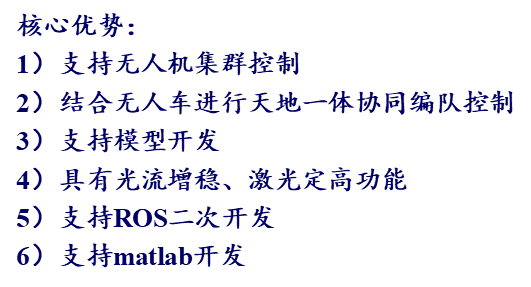 核心优势：
1）支持无人机集群控制
2）结合无人车进行天地一体协同编队控制
3）支持模型开发
4）具有光流增稳、激光定高功能
5）支持ROS二次开发
6）支持matlab开发